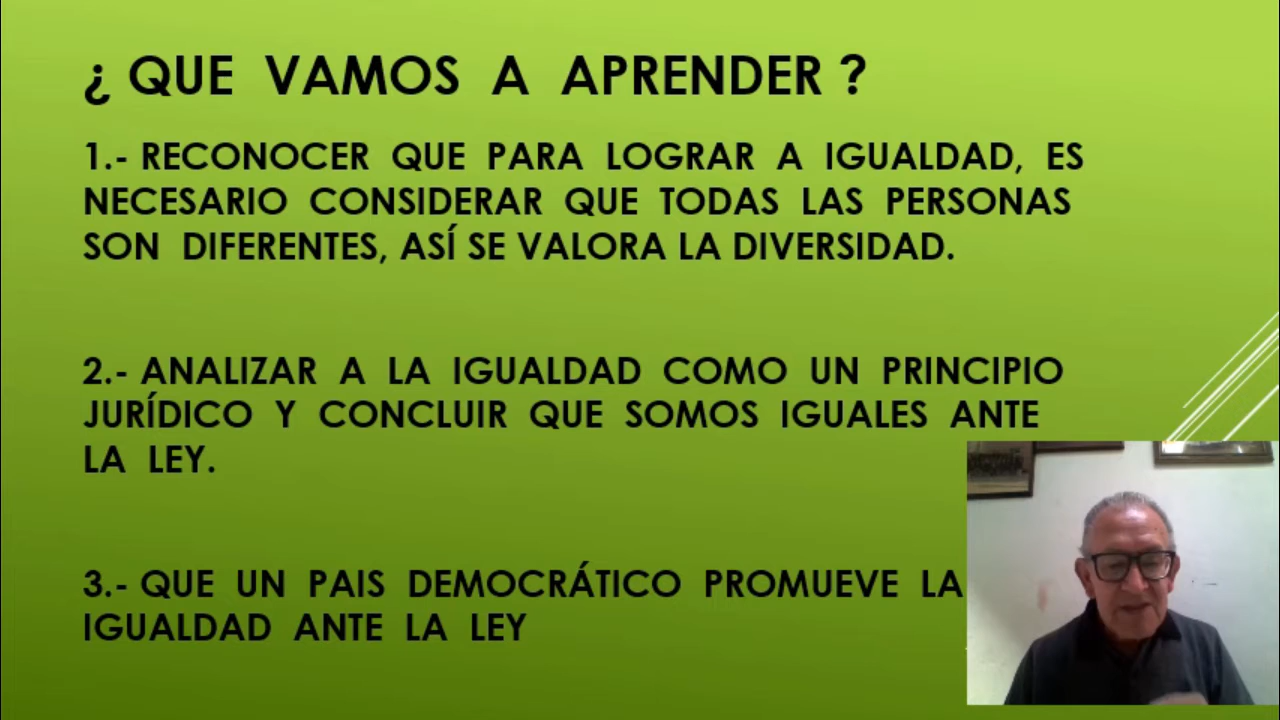 ¿ QUE VAMOS A APRENDER ?
1.- RECONOCER QUE PARA LOGRAR A IGUALDAD, ES
NECESARIO CONSIDERAR QUE TODAS LAS PERSONAS
SON DIFERENTES, ASÍ SE VALORA LA DIVERSIDAD.
2.- ANALIZAR A LA IGUALDAD COMO UN PRINCIPIO
JURÍDICO Y CONCLUIR QUE SOMOS IGUALES ANTE
LA LEY.
3.- QUE UN PAIS DEMOCRÁTICO PROMUEVE LA
IGUALDAD ANTE LA LEY